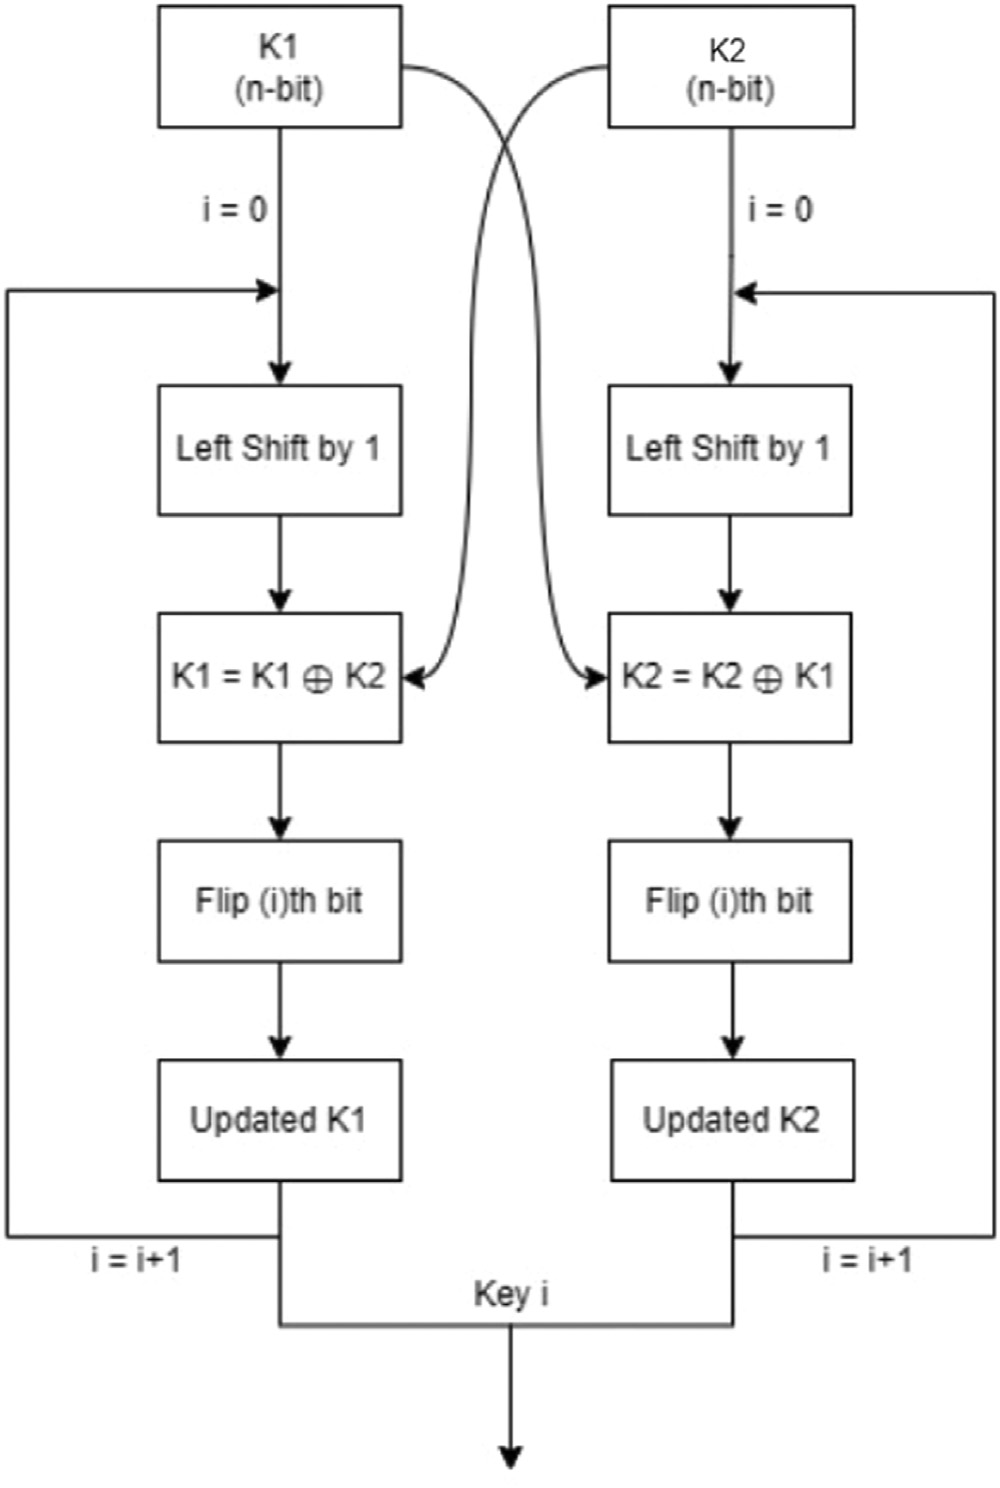 K1
(n-bit)
K2
(n-bit)
i = 0
i = 0
Left Shift by 1
Left Shift by 1
K1 = K1 ⊕ K2
K2 = K2 ⊕ K1
Flip (i)th bit
Flip (i)th bit
Updated K1
Updated K2
i = i+1
i = i+1
Key i